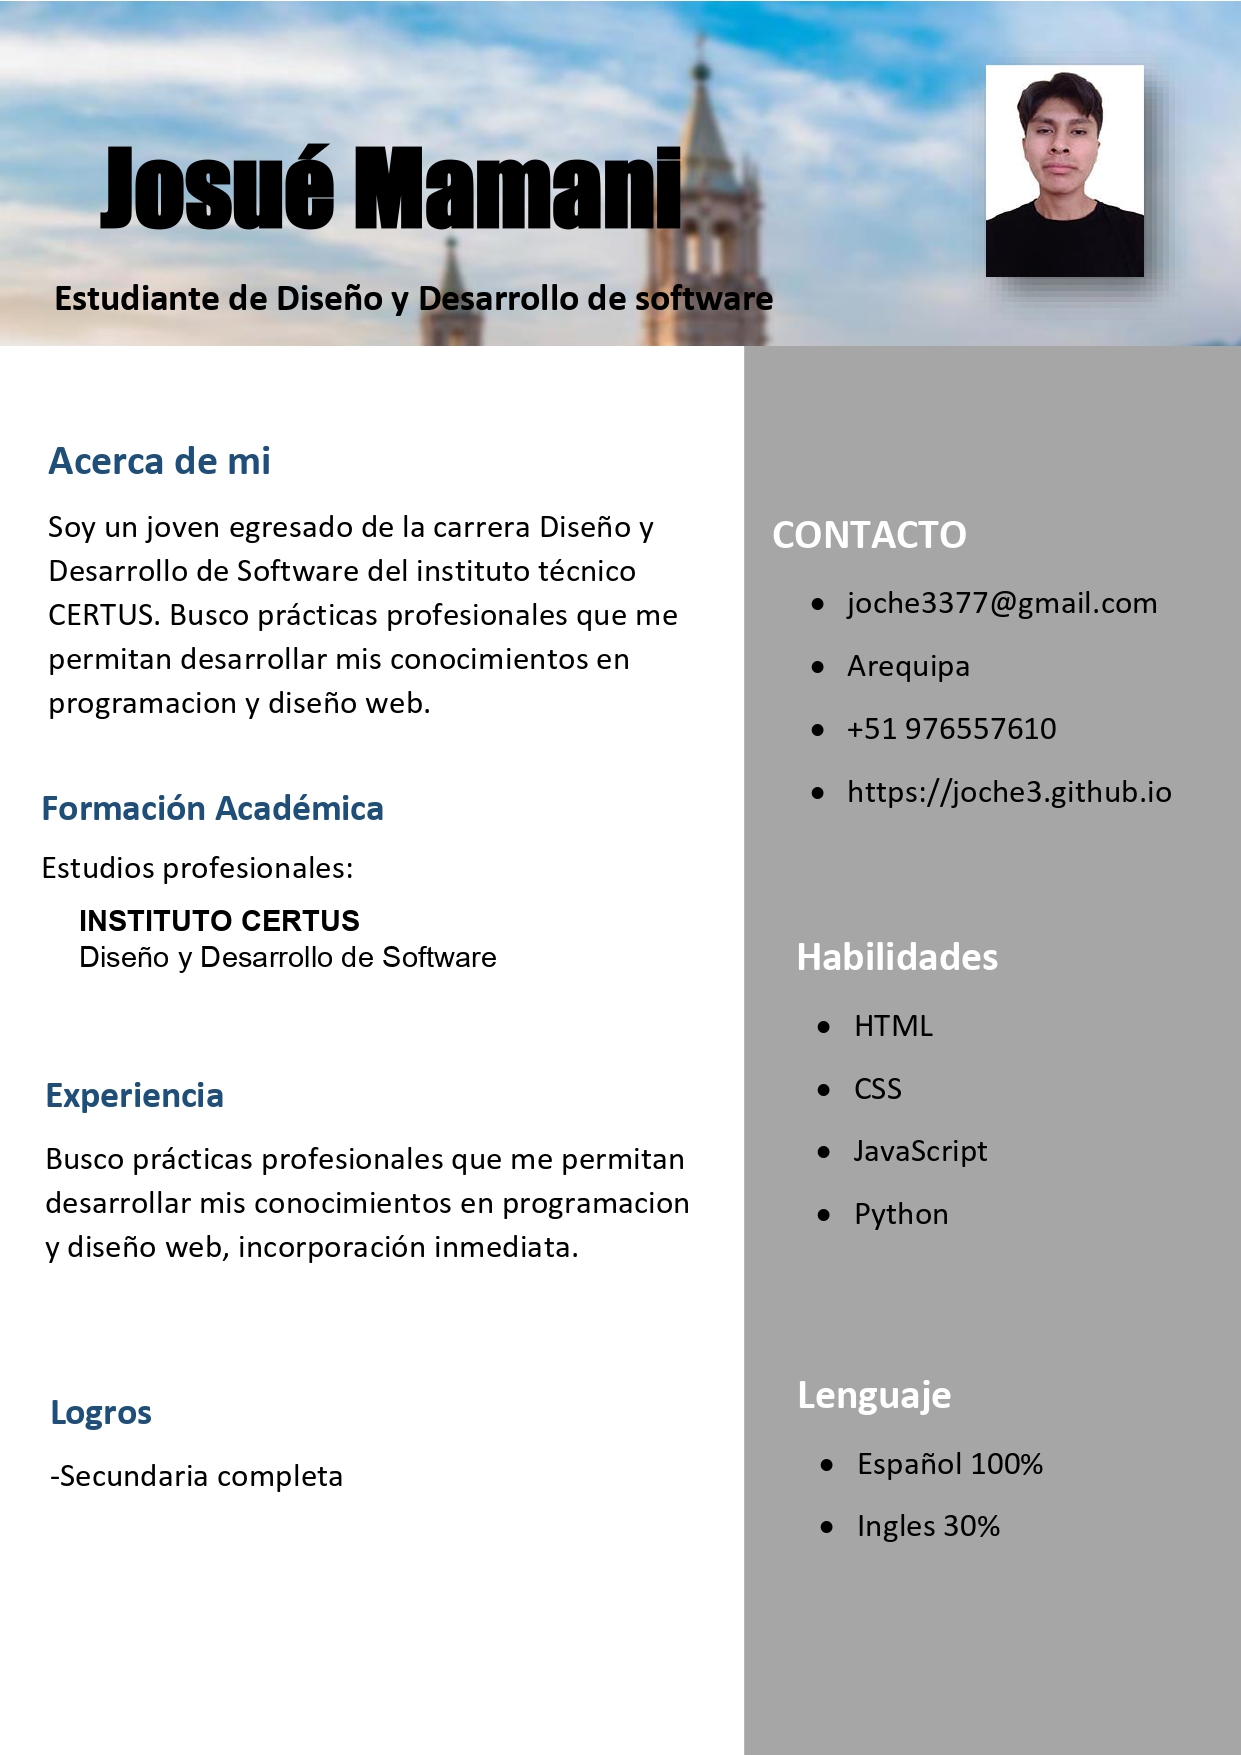 Josué Mamani
Estudiante de Diseño y Desarrollo de software
Acerca de mi
Soy un joven egresado de la carrera Diseño y
Desarrollo de Software del instituto técnico
CERTUS. Busco prácticas profesionales que me
permitan desarrollar mis conocimientos en
programacion y diseño web.
Formación Académica
Estudios profesionales:
INSTITUTO CERTUS
Diseño y Desarrollo de Software
Experiencia
Busco prácticas profesionales que me permitan
desarrollar mis conocimientos en programacion
y diseño web, incorporación inmediata.
Logros
-Secundaria completa
CONTACTO
• joche3377@gmail.com
• Arequipa
• +51 976557610
• https://joche3.github.io
Habilidades
• HTML
• CSS
• JavaScript
• Python
Lenguaje
• Español 100%
• Ingles 30%